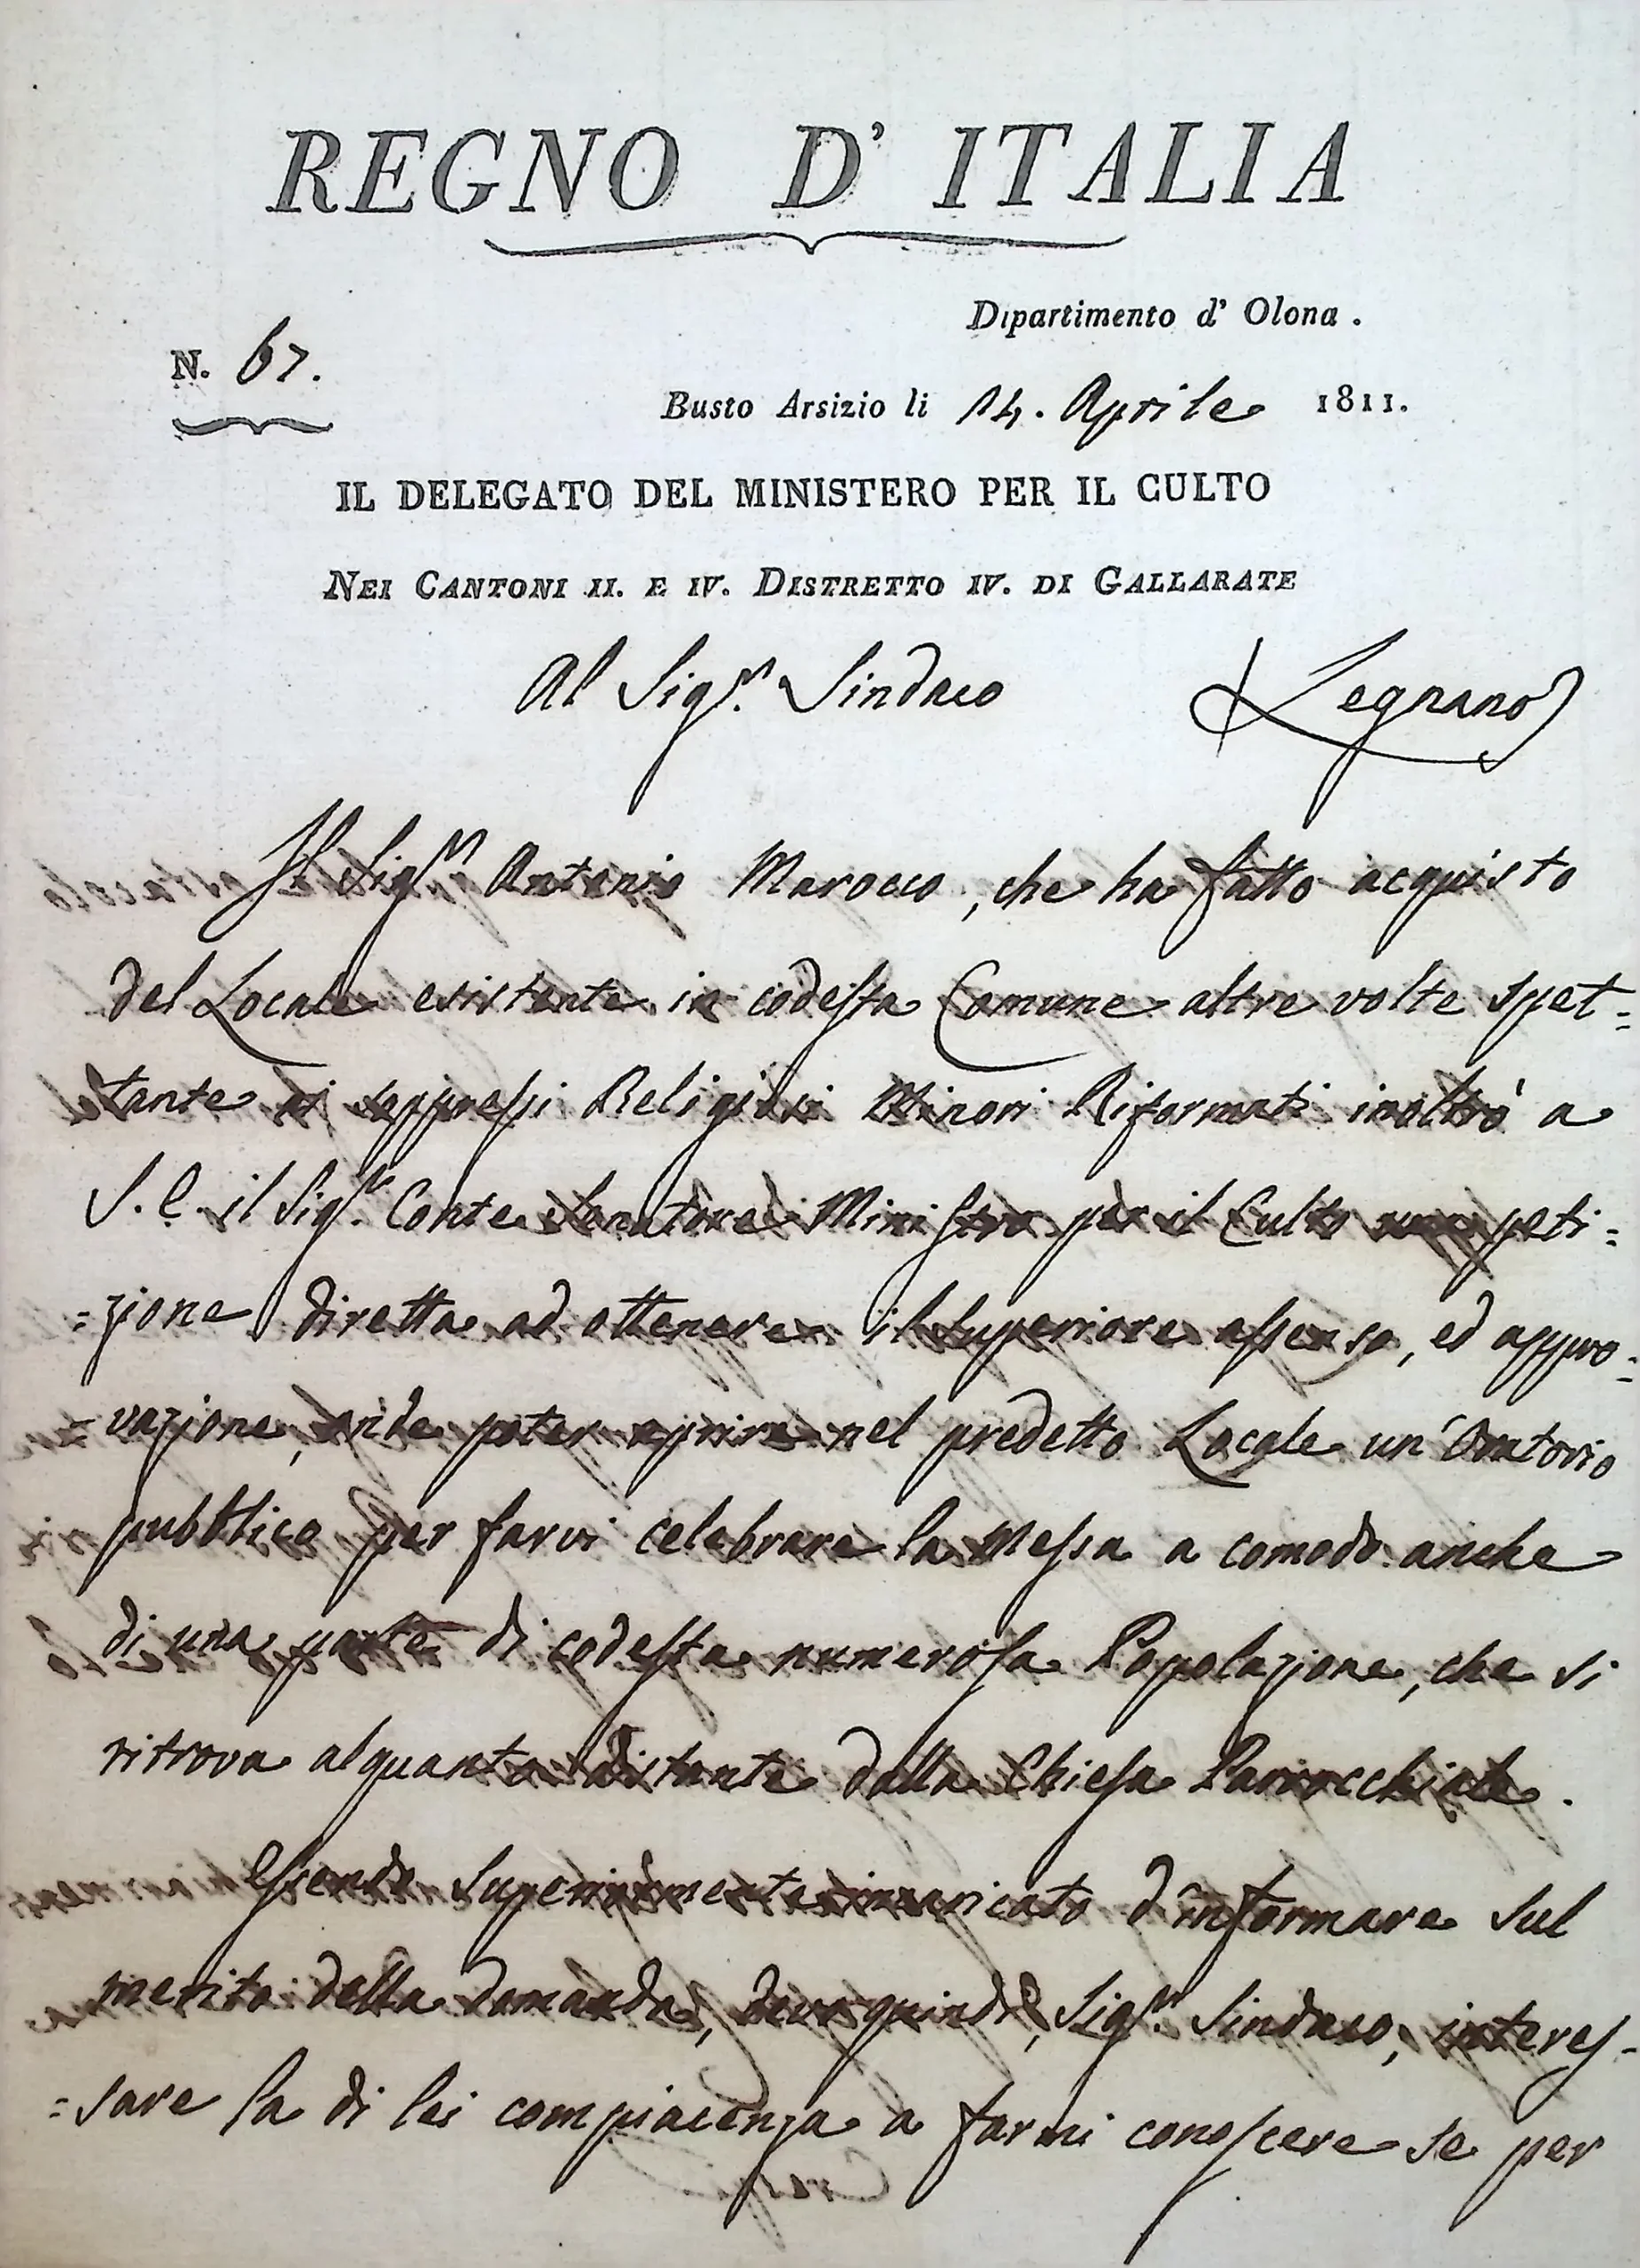 REGNO D' ITALIA
Dipartimento d' Olona .
N. 67.
Busto Arsizio li 14. Aprile 1811.
IL DELEGATO DEL MINISTERO PER IL CULTO
NEI CANTONI II. E IV. DISTRETTO IV. DI GALLARATE
Al Sig.r Sindaco Legnano
Il Sig.r Antonio Marocco, che ha fatto acquisto
del Locale esistente in codesta Comune altre volte spet=
tante ai soppressi Religiosi Minori Riformati inoltrò a
S. E. il Sig.r Conte Senatore Ministro per il Culto una peti=
=zione diretta ad ottenere il Superiore assenso, ed appro=
vazione, onde poter aprire nel predetto Locale un'Oratorio
pubblico per farvi celebrare la Messa a comodo anche
di una parte di codesta numerosa Popolazione, che si
ritrova alquanto distante dalla Chiesa Parrocchiale.
Essendo Superiormente incaricato d'informare sul
merito della domanda, devo quindi, Sig.r Sindaco, interes-
=sare la di lei compiacenza a farmi conoscere se per